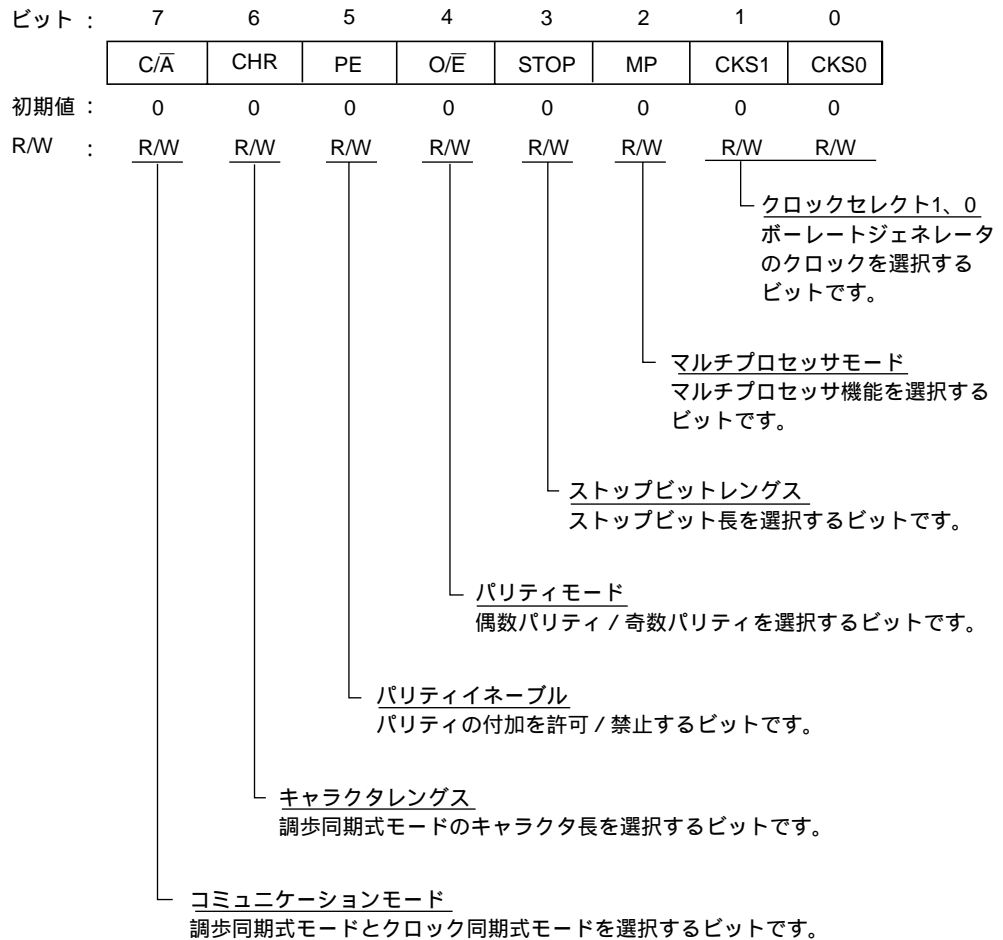 ビット : 7 6 5 4 3 2 1 0
C/A̅ CHR PE O/E̅ STOP MP CKS1 CKS0
初期値 : 0 0 0 0 0 0 0 0
R/W : R/W R/W R/W R/W R/W R/W R/W R/W
クロックセレクト1、0
ボーレートジェネレータ
のクロックを選択する
ビットです。
マルチプロセッサモード
マルチプロセッサ機能を選択する
ビットです。
ストップビットレングス
ストップビット長を選択するビットです。
パリティモード
偶数パリティ / 奇数パリティを選択するビットです。
パリティイネーブル
パリティの付加を許可 / 禁止するビットです。
キャラクタレングス
調歩同期式モードのキャラクタ長を選択するビットです。
コミュニケーションモード
調歩同期式モードとクロック同期式モードを選択するビットです。